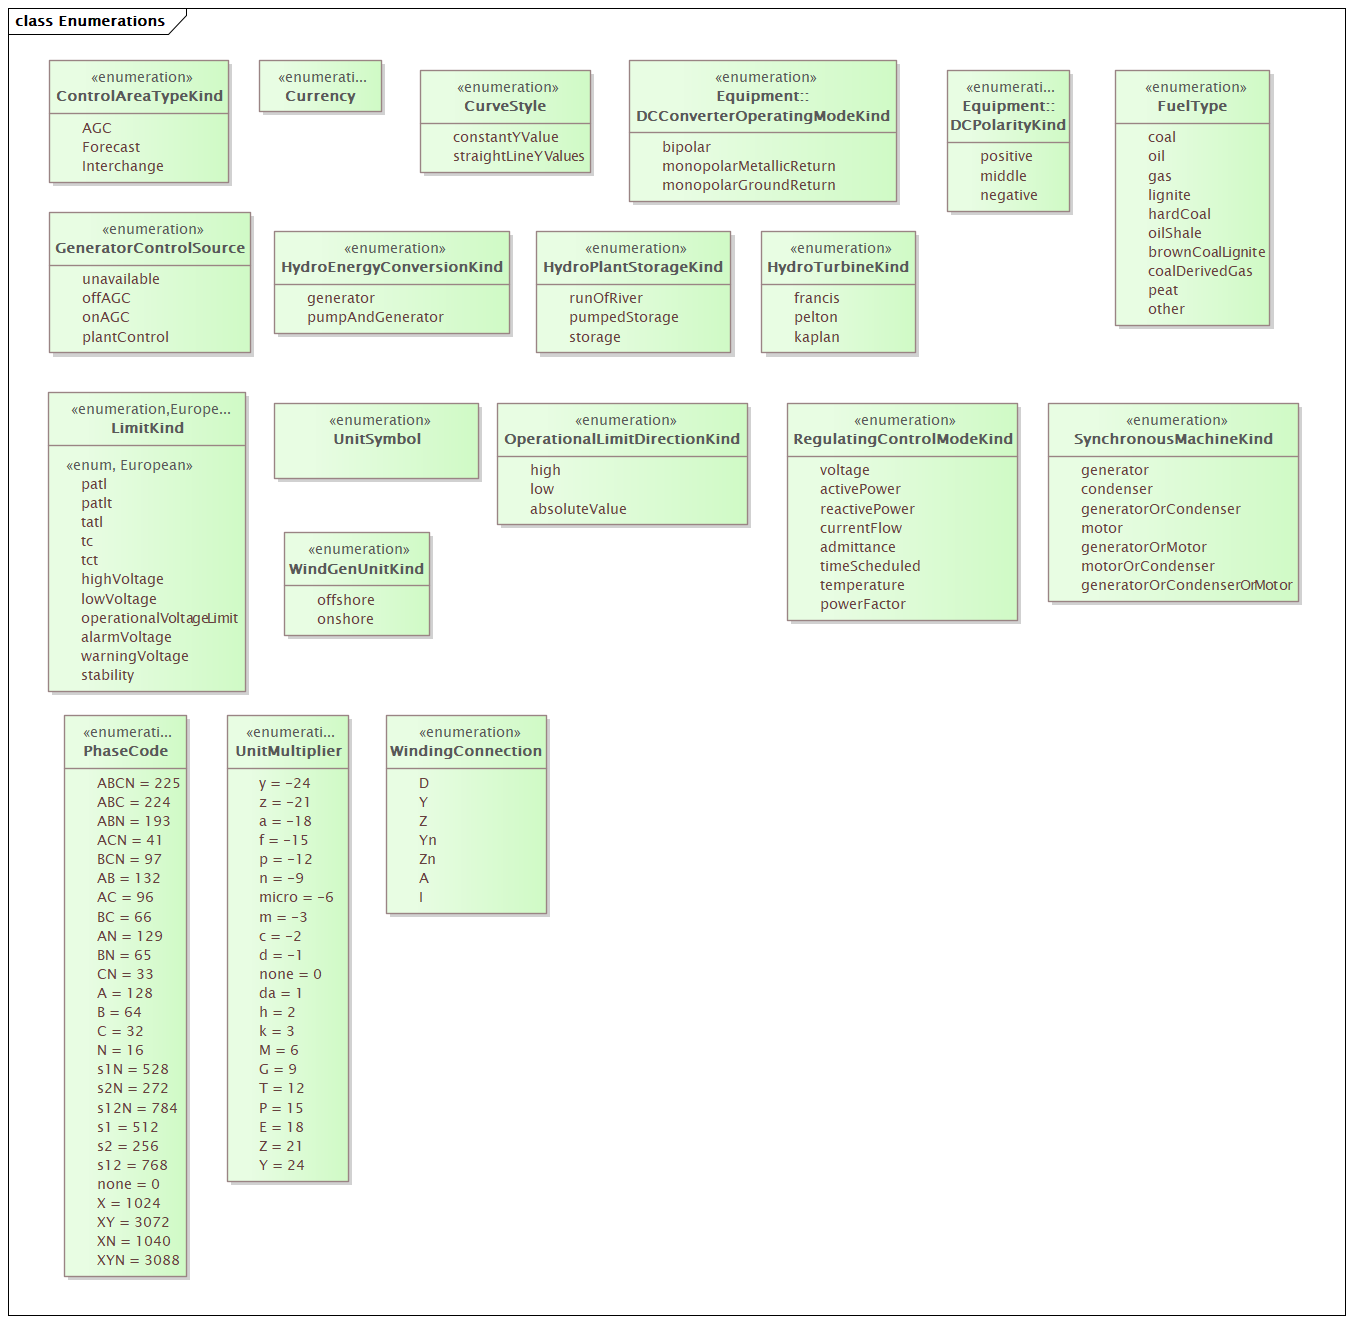 class Enumerations
«enumeration»
ControlAreaTypeKind
AGC
Forecast
Interchange
«enumerati...
Currency
«enumeration»
CurveStyle
constantYValue
straightLineYValues
«enumeration»
Equipment::
DCConverterOperatingModeKind
bipolar
monopolarMetallicReturn
monopolarGroundReturn
«enumerati...
Equipment::
DCPolarityKind
positive
middle
negative
«enumeration»
FuelType
coal
oil
gas
lignite
hardCoal
oilShale
brownCoalLignite
coalDerivedGas
peat
other
«enumeration»
GeneratorControlSource
unavailable
offAGC
onAGC
plantControl
«enumeration»
HydroEnergyConversionKind
generator
pumpAndGenerator
«enumeration»
HydroPlantStorageKind
runOfRiver
pumpedStorage
storage
«enumeration»
HydroTurbineKind
francis
pelton
kaplan
«enumeration,Europe...
LimitKind
«enum, European»
patl
patlt
tatl
tc
tct
highVoltage
lowVoltage
operationalVoltageLimit
alarmVoltage
warningVoltage
stability
«enumeration»
UnitSymbol
«enumeration»
OperationalLimitDirectionKind
high
low
absoluteValue
«enumeration»
RegulatingControlModeKind
voltage
activePower
reactivePower
currentFlow
admittance
timeScheduled
temperature
powerFactor
«enumeration»
SynchronousMachineKind
generator
condenser
generatorOrCondenser
motor
generatorOrMotor
motorOrCondenser
generatorOrCondenserOrMotor
«enumeration»
WindGenUnitKind
offshore
onshore
«enumerati...
PhaseCode
ABCN = 225
ABC = 224
ABN = 193
ACN = 41
BCN = 97
AB = 132
AC = 96
BC = 66
AN = 129
BN = 65
CN = 33
A = 128
B = 64
C = 32
N = 16
s1N = 528
s2N = 272
s12N = 784
s1 = 512
s2 = 256
s12 = 768
none = 0
X = 1024
XY = 3072
XN = 1040
XYN = 3088
«enumerati...
UnitMultiplier
y = -24
z = -21
a = -18
f = -15
p = -12
n = -9
micro = -6
m = -3
c = -2
d = -1
none = 0
da = 1
h = 2
k = 3
M = 6
G = 9
T = 12
P = 15
E = 18
Z = 21
Y = 24
«enumeration»
WindingConnection
D
Y
Z
Yn
Zn
A
I